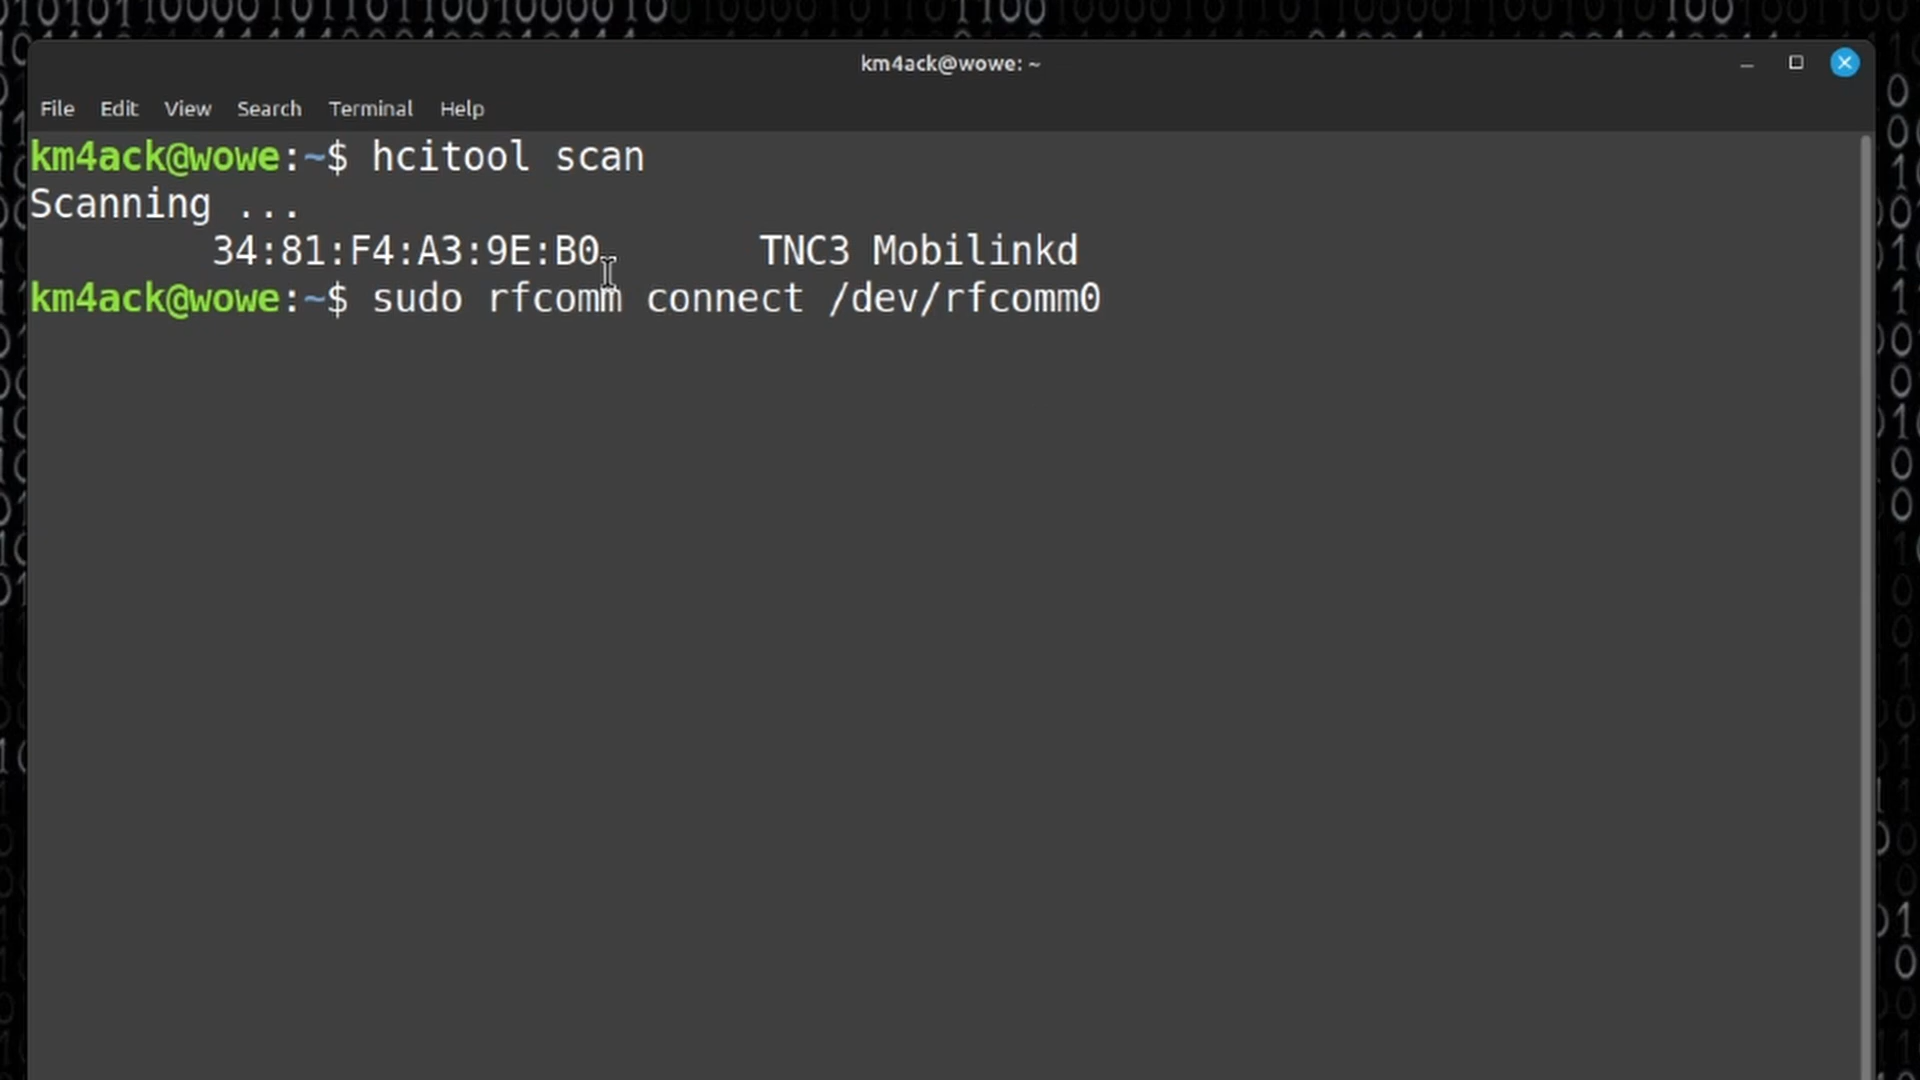 km4ack@wowe: ~
File Edit View Search Terminal Help
km4ack@wowe:~$ hcitool scan
Scanning ...
34:81:F4:A3:9E:B0 TNC3 Mobilinkd
km4ack@wowe:~$ sudo rfcomm connect /dev/rfcomm0